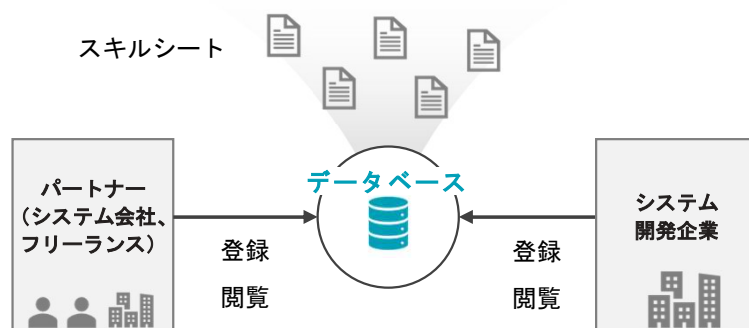 スキルシート
データベース
パートナー
（システム会社、
フリーランス）
登録
閲覧
登録
閲覧
システム
開発企業